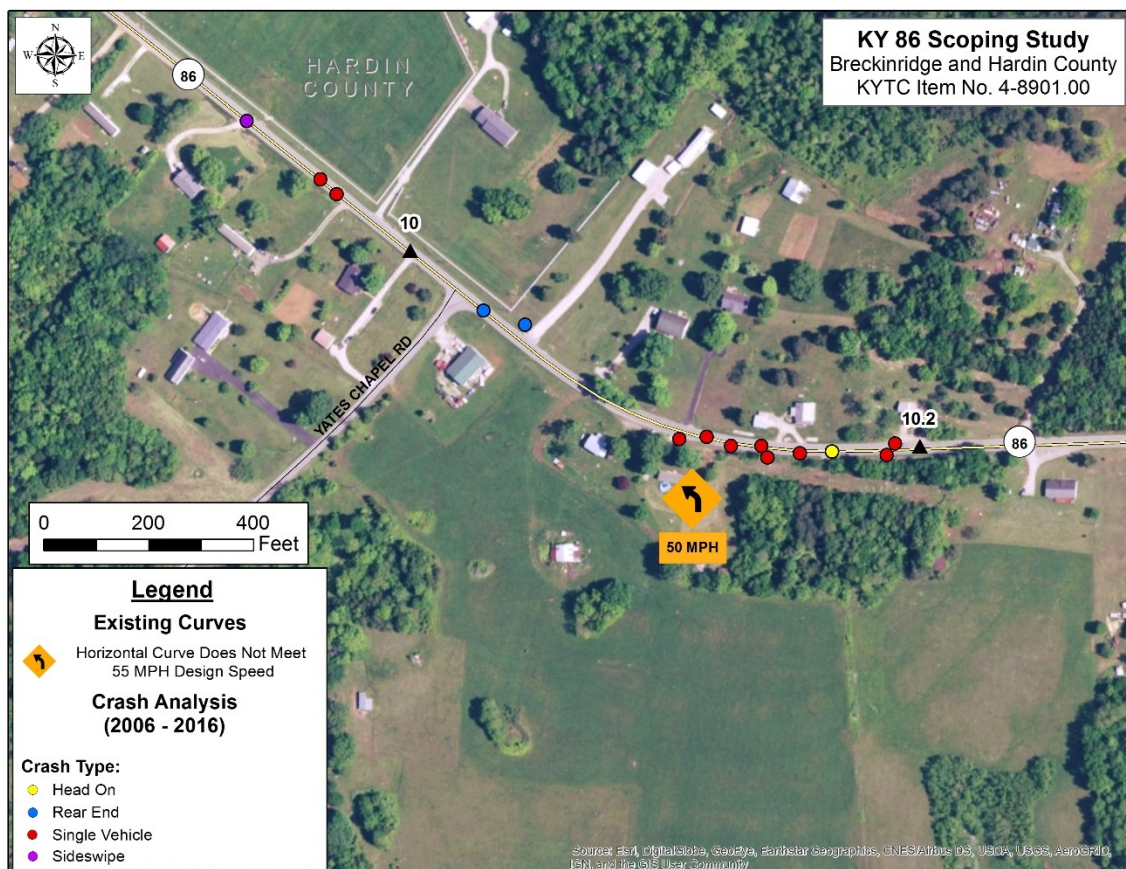 N
W E
S
KY 86 Scoping Study
Breckinridge and Hardin County
KYTC Item No. 4-8901.00
HARDIN
COUNTY
86
10
YATES CHAPEL RD
10.2
86
50 MPH
0 200 400
Feet
Legend
Existing Curves
Horizontal Curve Does Not Meet
55 MPH Design Speed
Crash Analysis
(2006 - 2016)
Crash Type:
Head On
Rear End
Single Vehicle
Sideswipe
Source: Esri, DigitalGlobe, GeoEye, Earthstar Geographics, CNES/Airbus DS, USDA, USGS, AeroGRID,
IGN, and the GIS User Community